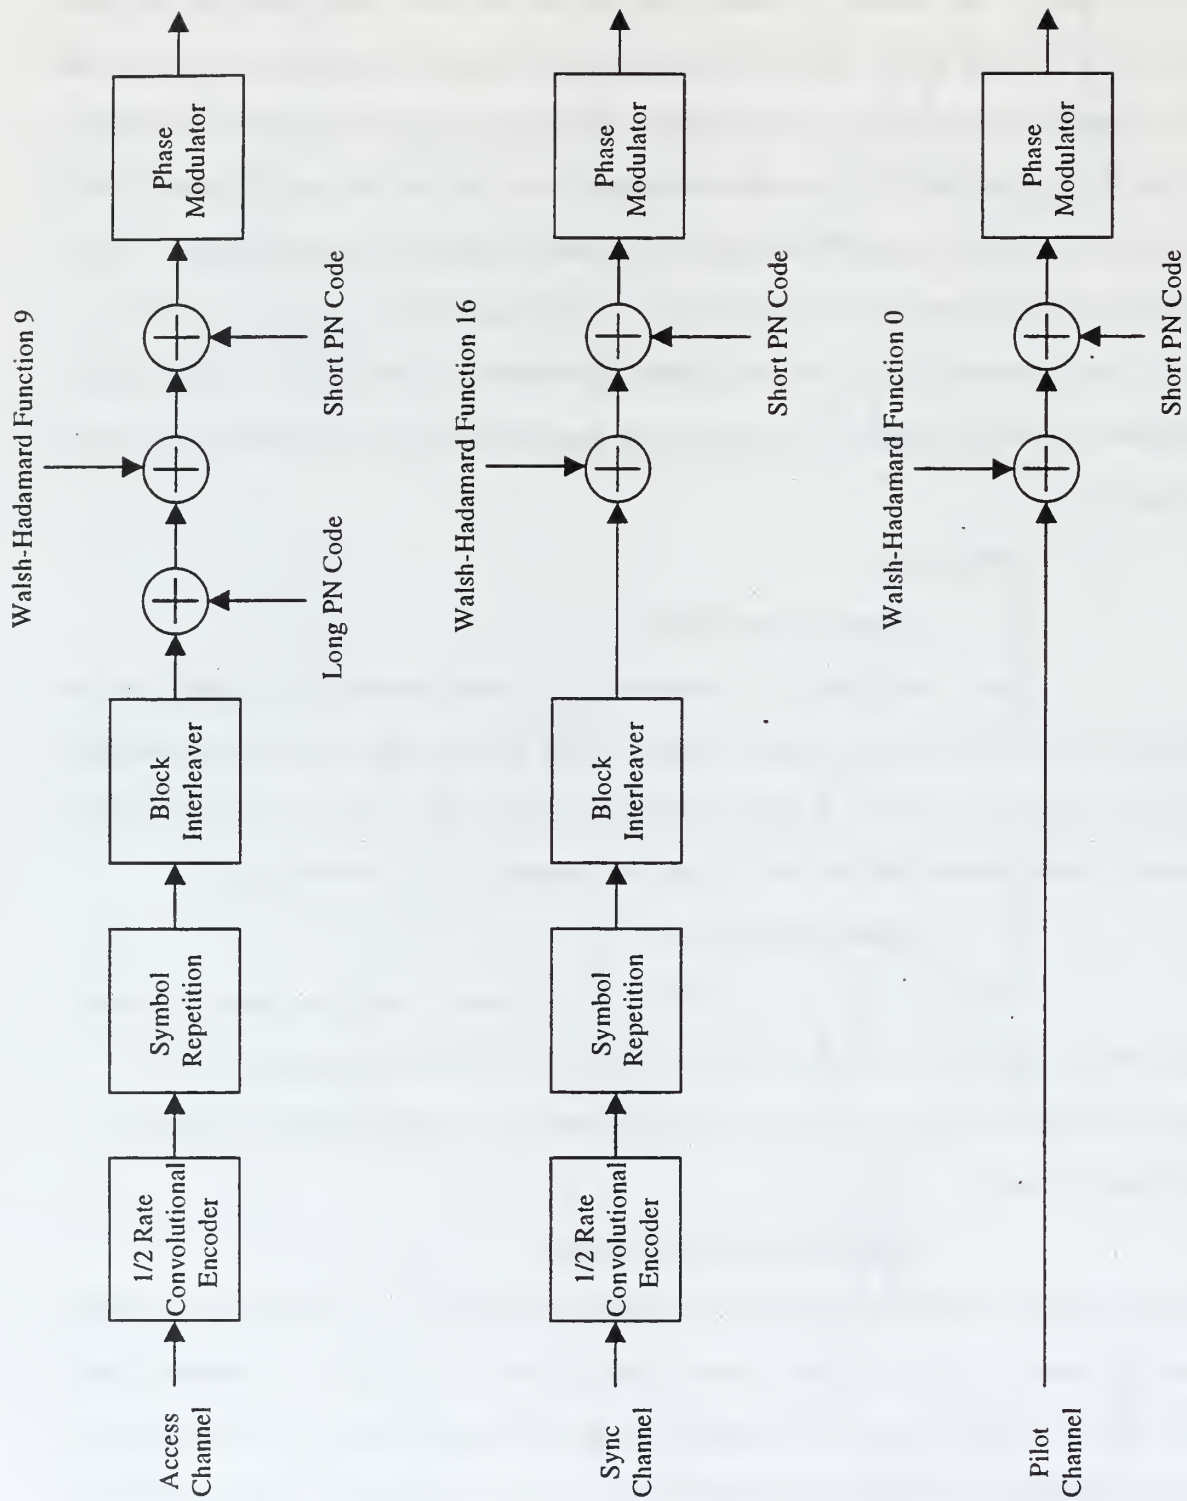 Walsh-Hadamard Function 9
Access
Channel
1/2 Rate
Convolutional
Encoder
Symbol
Repetition
Block
Interleaver
Phase
Modulator
Long PN Code
Short PN Code
Walsh-Hadamard Function 16
Sync
Channel
1/2 Rate
Convolutional
Encoder
Symbol
Repetition
Block
Interleaver
Phase
Modulator
Short PN Code
Walsh-Hadamard Function 0
Pilot
Channel
Phase
Modulator
Short PN Code